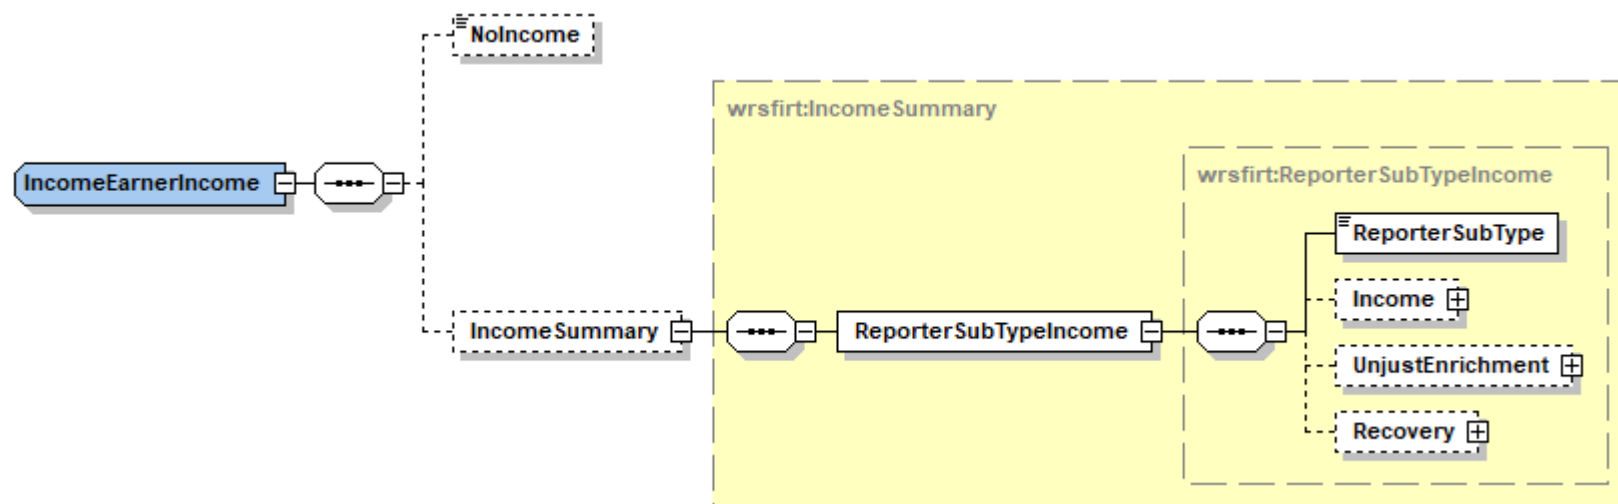 NoIncome
wrsfirt:IncomeSummary
wrsfirt:ReporterSubTypeIncome
IncomeEarnerIncome
ReporterSubType
Income
IncomeSummary
ReporterSubTypeIncome
UnjustEnrichment
Recovery